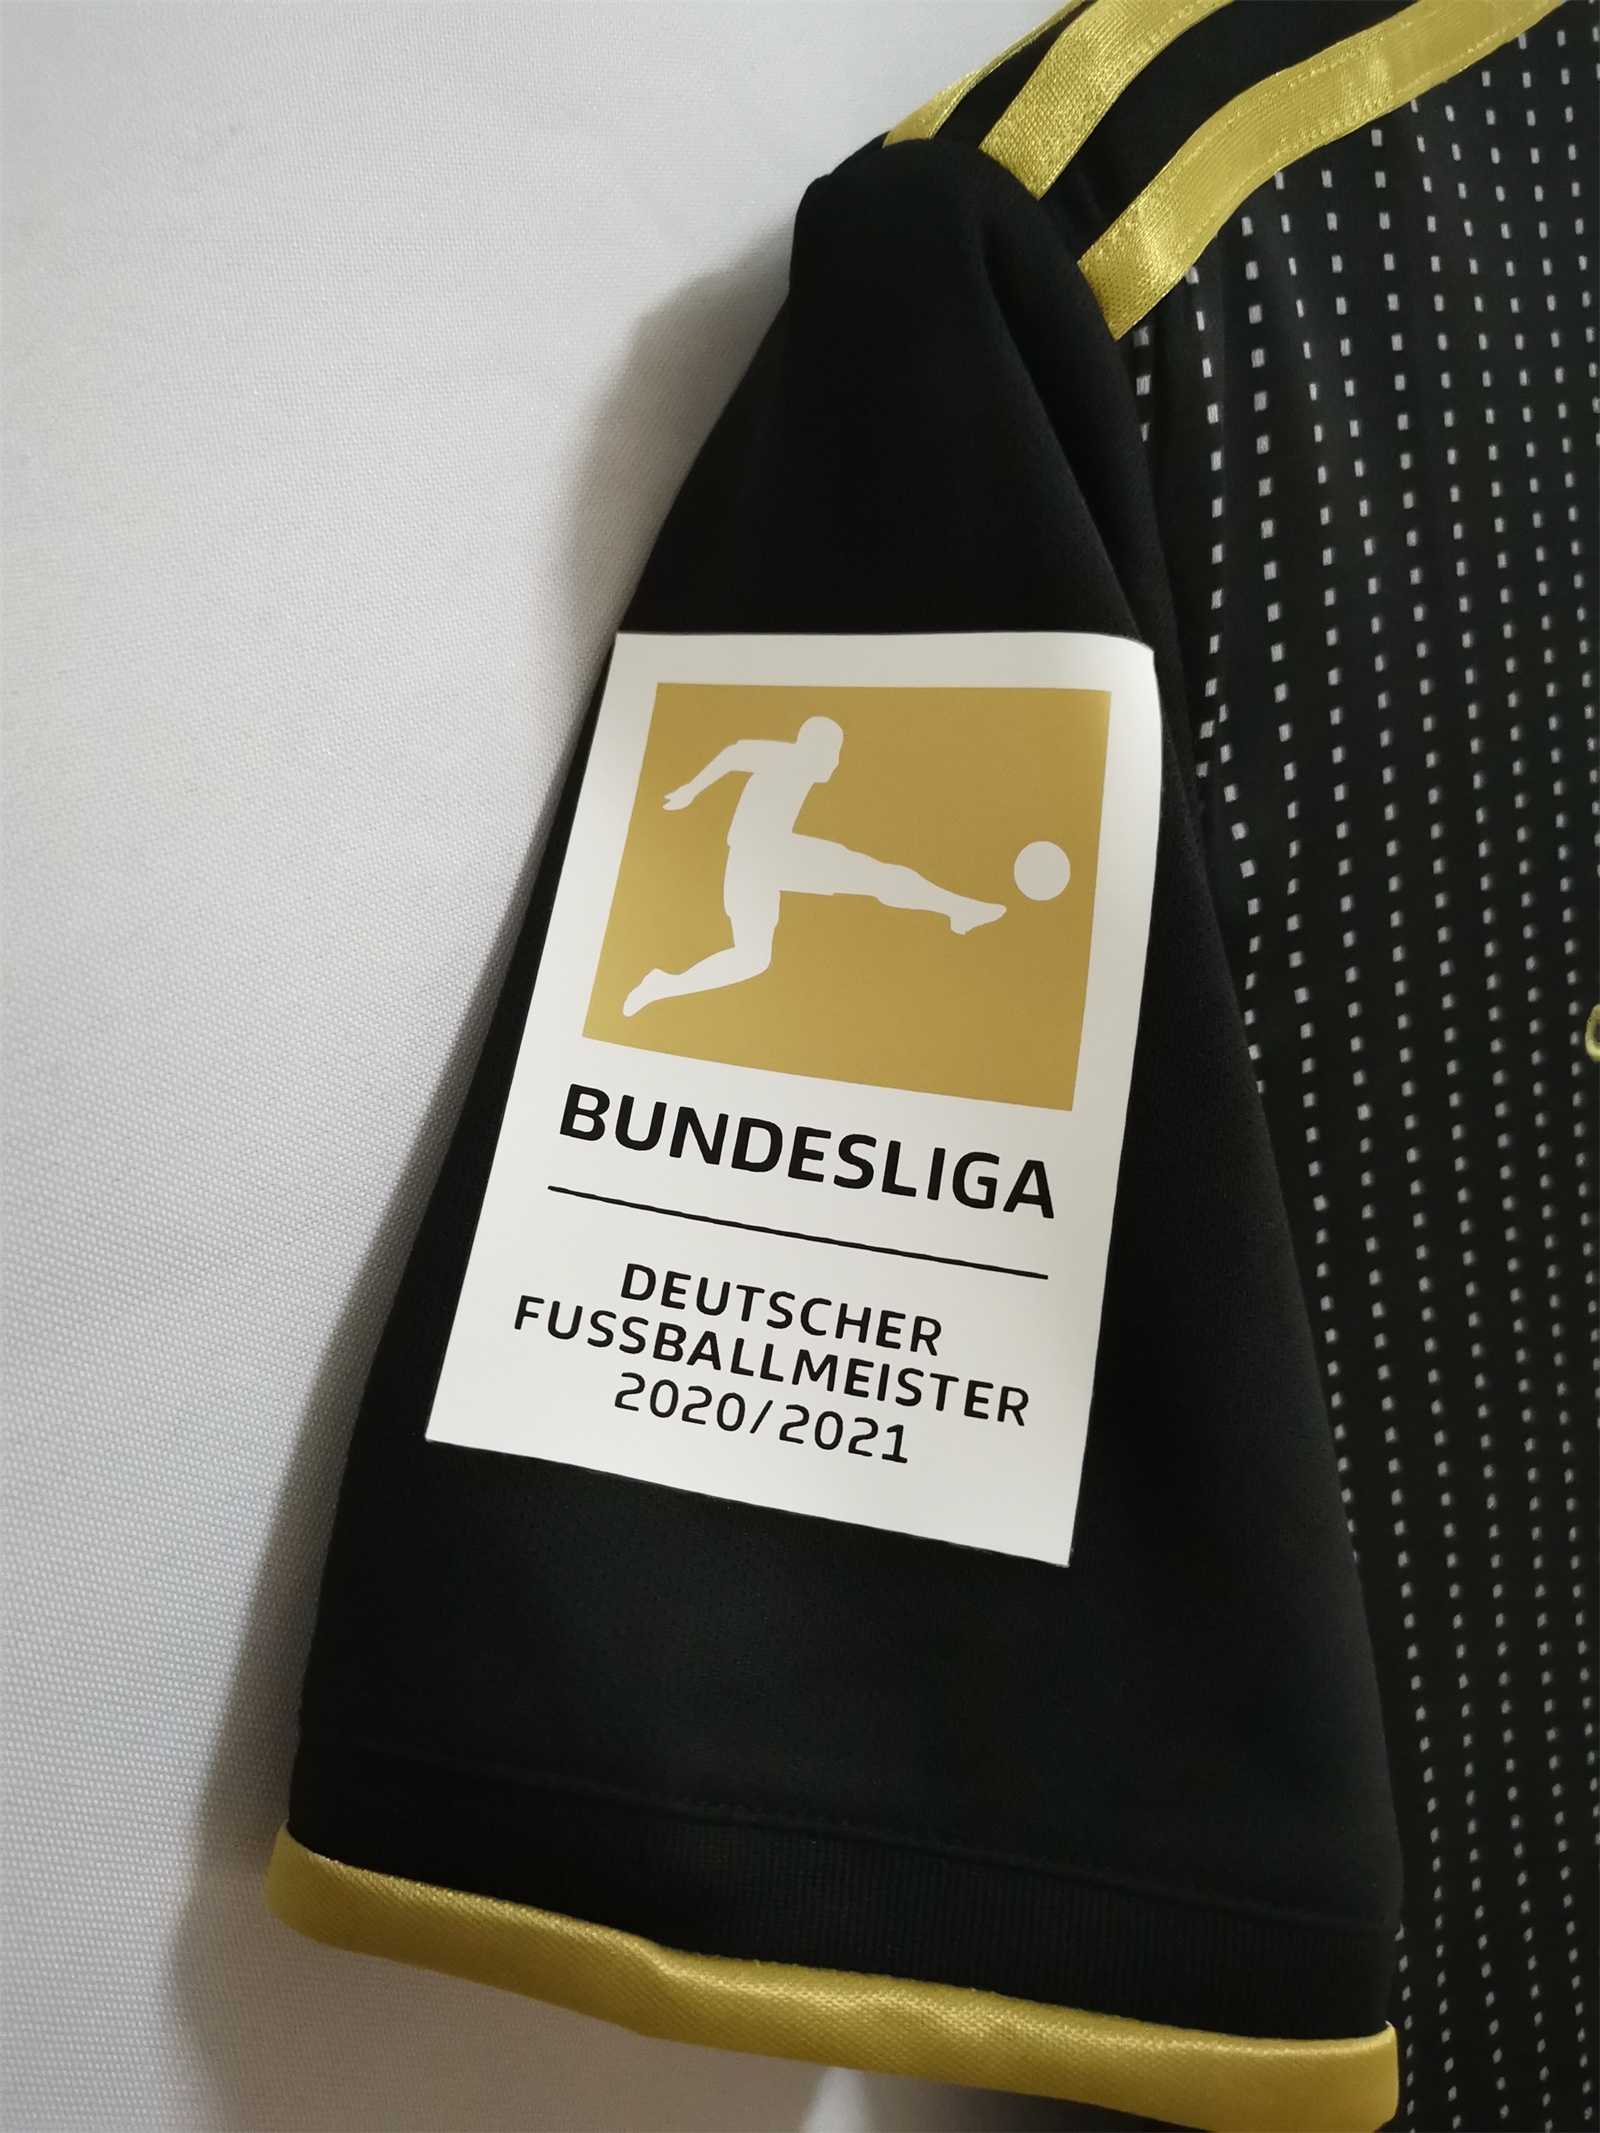 BUNDESLIGA
DEUTSCHER
FUSSBALLMEISTER
2020/2021